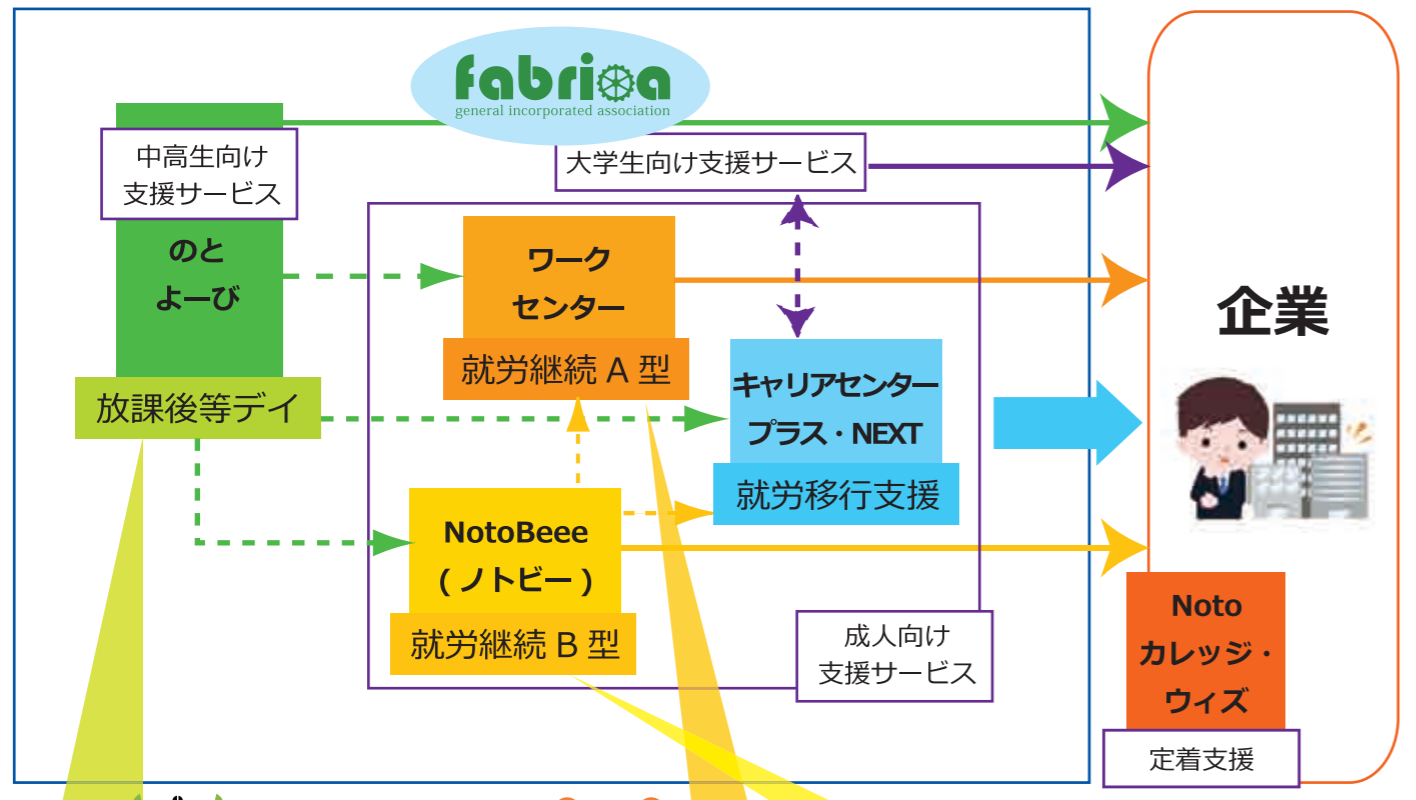 fabrica
general incorporated association
中高生向け
支援サービス
大学生向け支援サービス
のと
よーび
放課後等デイ
ワーク
センター
就労継続 A 型
キャリアセンター
プラス・NEXT
就労移行支援
NotoBeee
( ノトビー )
就労継続 B 型
成人向け
支援サービス
企業
Noto
カレッジ・
ウィズ
定着支援